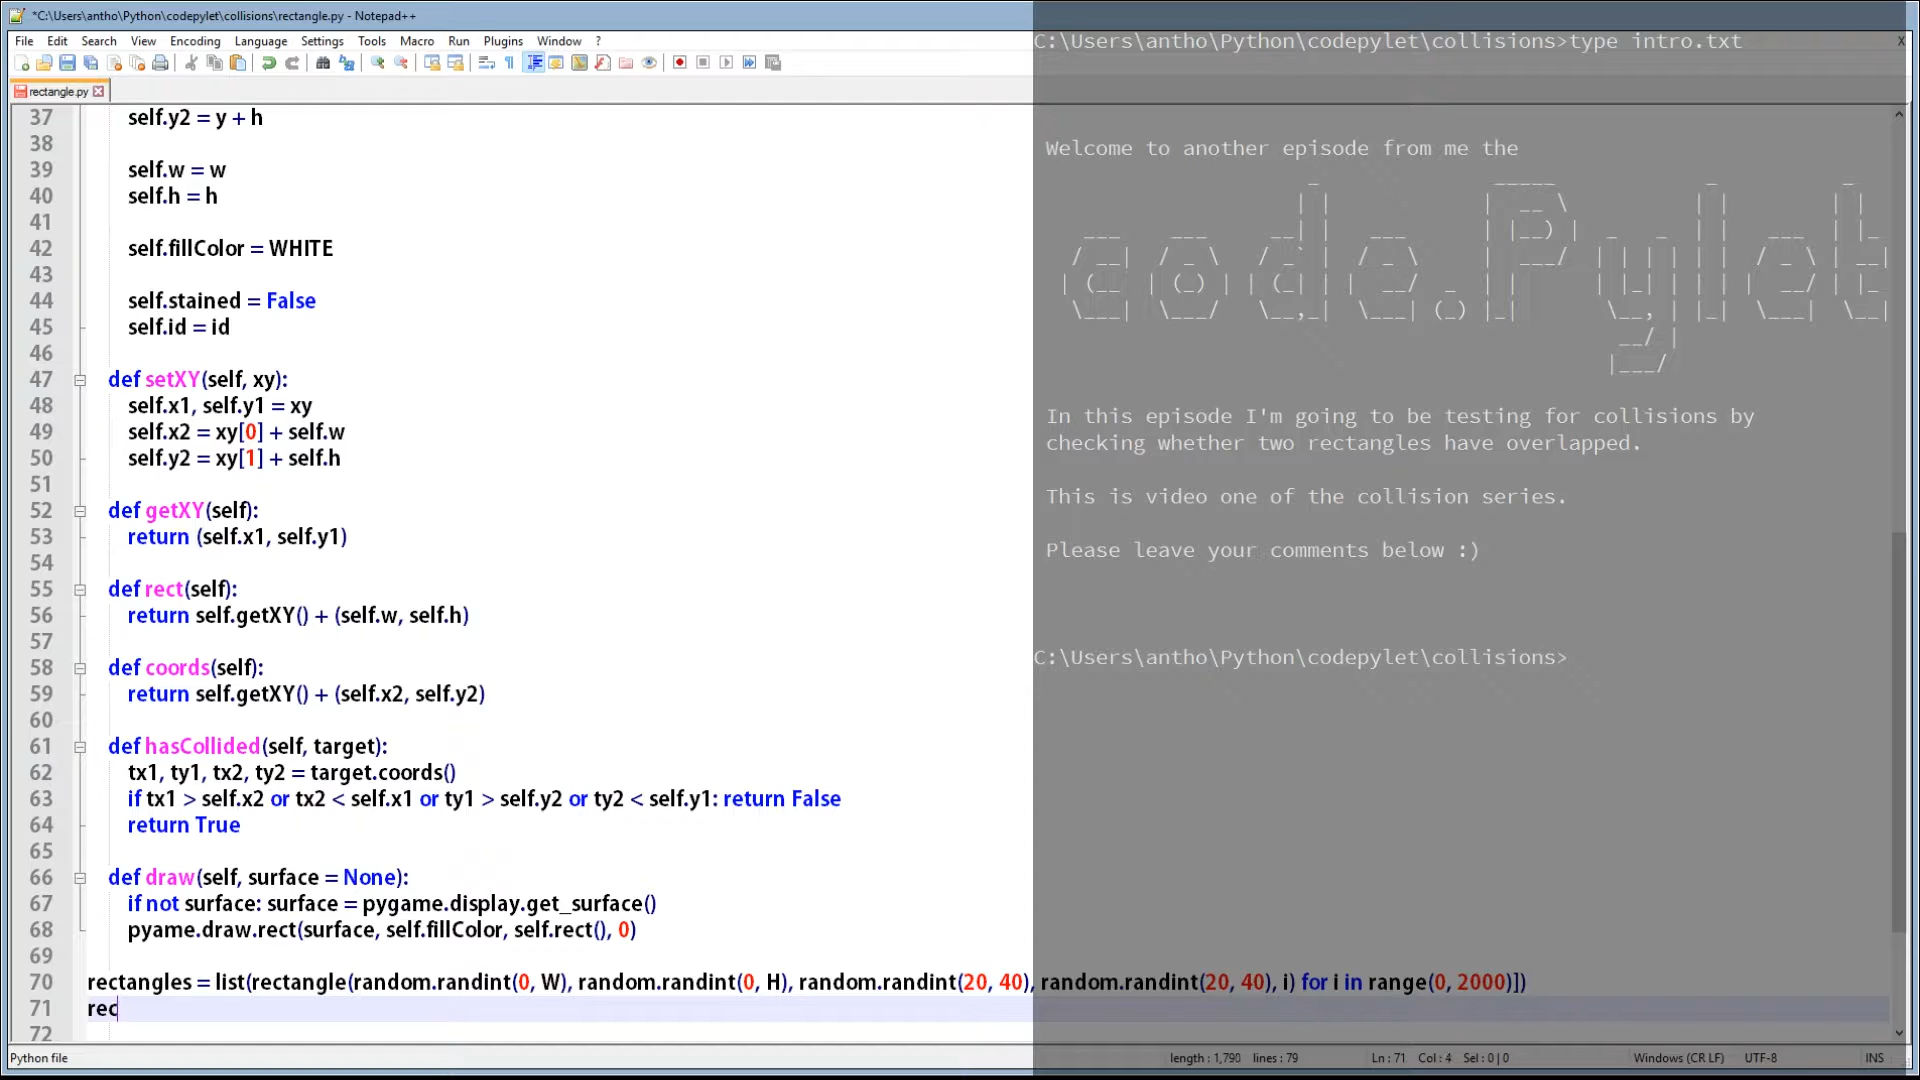 *C:\Users\antho\Python\codepylet\collisions\rectangle.py - Notepad++
File Edit Search View Encoding Language Settings Tools Macro Run Plugins Window ?
X
rectangle.py
37 self.y2 = y + h
38
39 self.w = w
40 self.h = h
41
42 self.fillColor = WHITE
43
44 self.stained = False
45 self.id = id
46
47 def setXY(self, xy):
48 self.x1, self.y1 = xy
49 self.x2 = xy[0] + self.w
50 self.y2 = xy[1] + self.h
51
52 def getXY(self):
53 return (self.x1, self.y1)
54
55 def rect(self):
56 return self.getXY() + (self.w, self.h)
57
58 def coords(self):
59 return self.getXY() + (self.x2, self.y2)
60
61 def hasCollided(self, target):
62 tx1, ty1, tx2, ty2 = target.coords()
63 if tx1 > self.x2 or tx2 < self.x1 or ty1 > self.y2 or ty2 < self.y1: return False
64 return True
65
66 def draw(self, surface = None):
67 if not surface: surface = pygame.display.get_surface()
68 pyame.draw.rect(surface, self.fillColor, self.rect(), 0)
69
70 rectangles = list(rectangle(random.randint(0, W), random.randint(0, H), random.randint(20, 40), random.randint(20, 40), i) for i in range(0, 2000)])
71 rec
72
C:\Users\antho\Python\codepylet\collisions>type intro.txt
Welcome to another episode from me the
code.Pylet
In this episode I'm going to be testing for collisions by
checking whether two rectangles have overlapped.
This is video one of the collision series.
Please leave your comments below :)
C:\Users\antho\Python\codepylet\collisions>
Python file length : 1,790 lines : 79 Ln : 71 Col : 4 Sel : 0 | 0 Windows (CR LF) UTF-8 INS